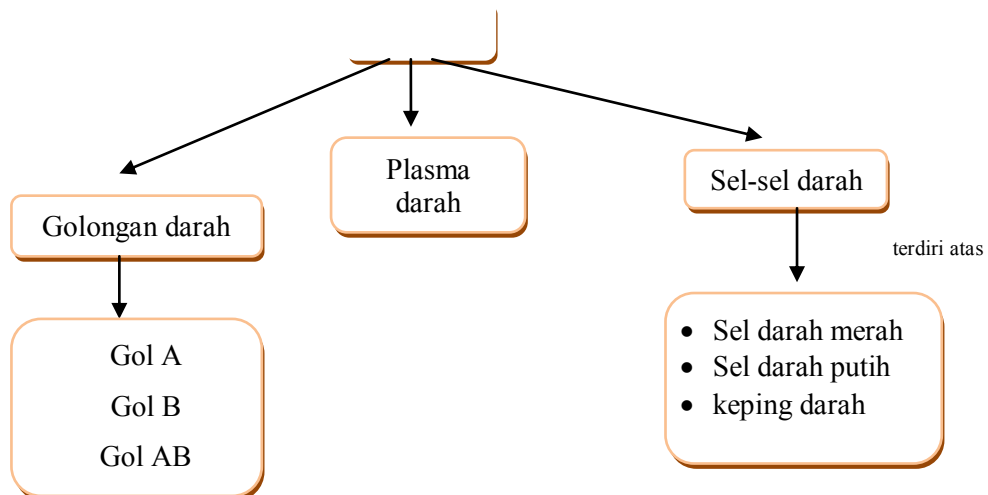 Plasma
darah
Sel-sel darah
Golongan darah
terdiri atas
Gol A
Gol B
Gol AB
• Sel darah merah
• Sel darah putih
• keping darah